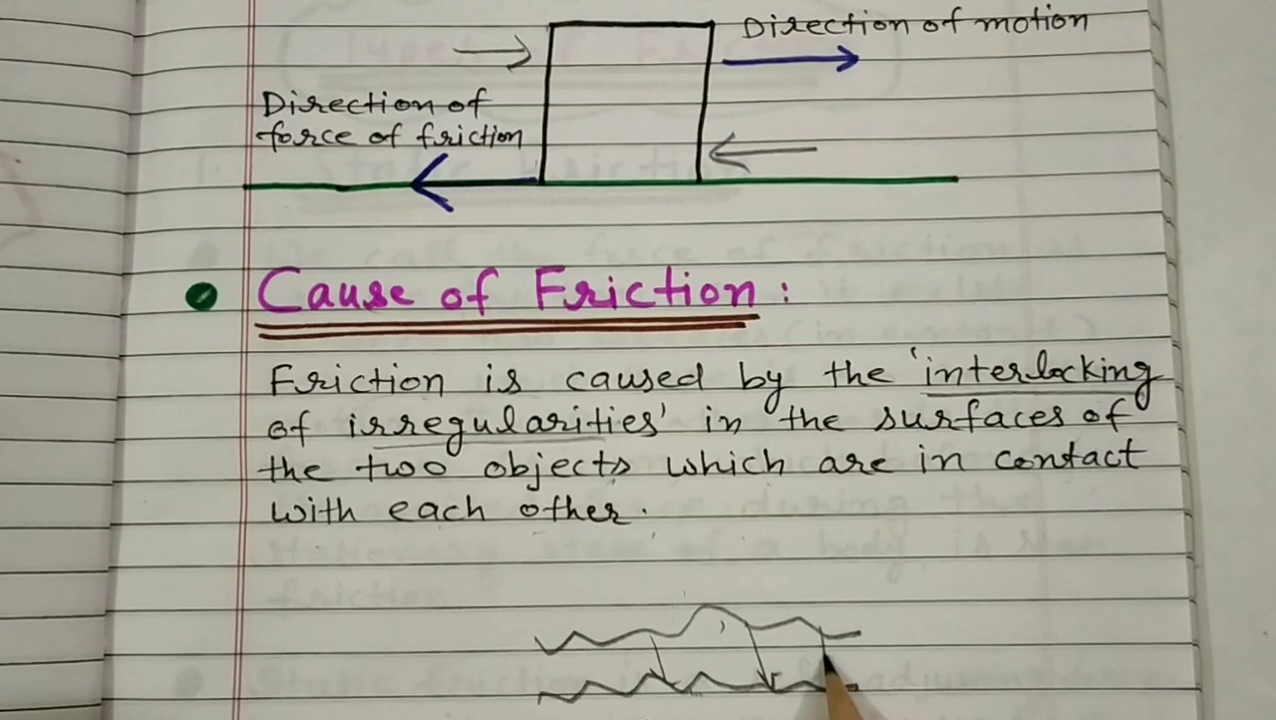 Direction of motion
Direction of
force of friction
Cause of Friction:
Friction is caused by the 'interlocking
of irregularities' in the surfaces of
the two objects which are in contact
with each other.